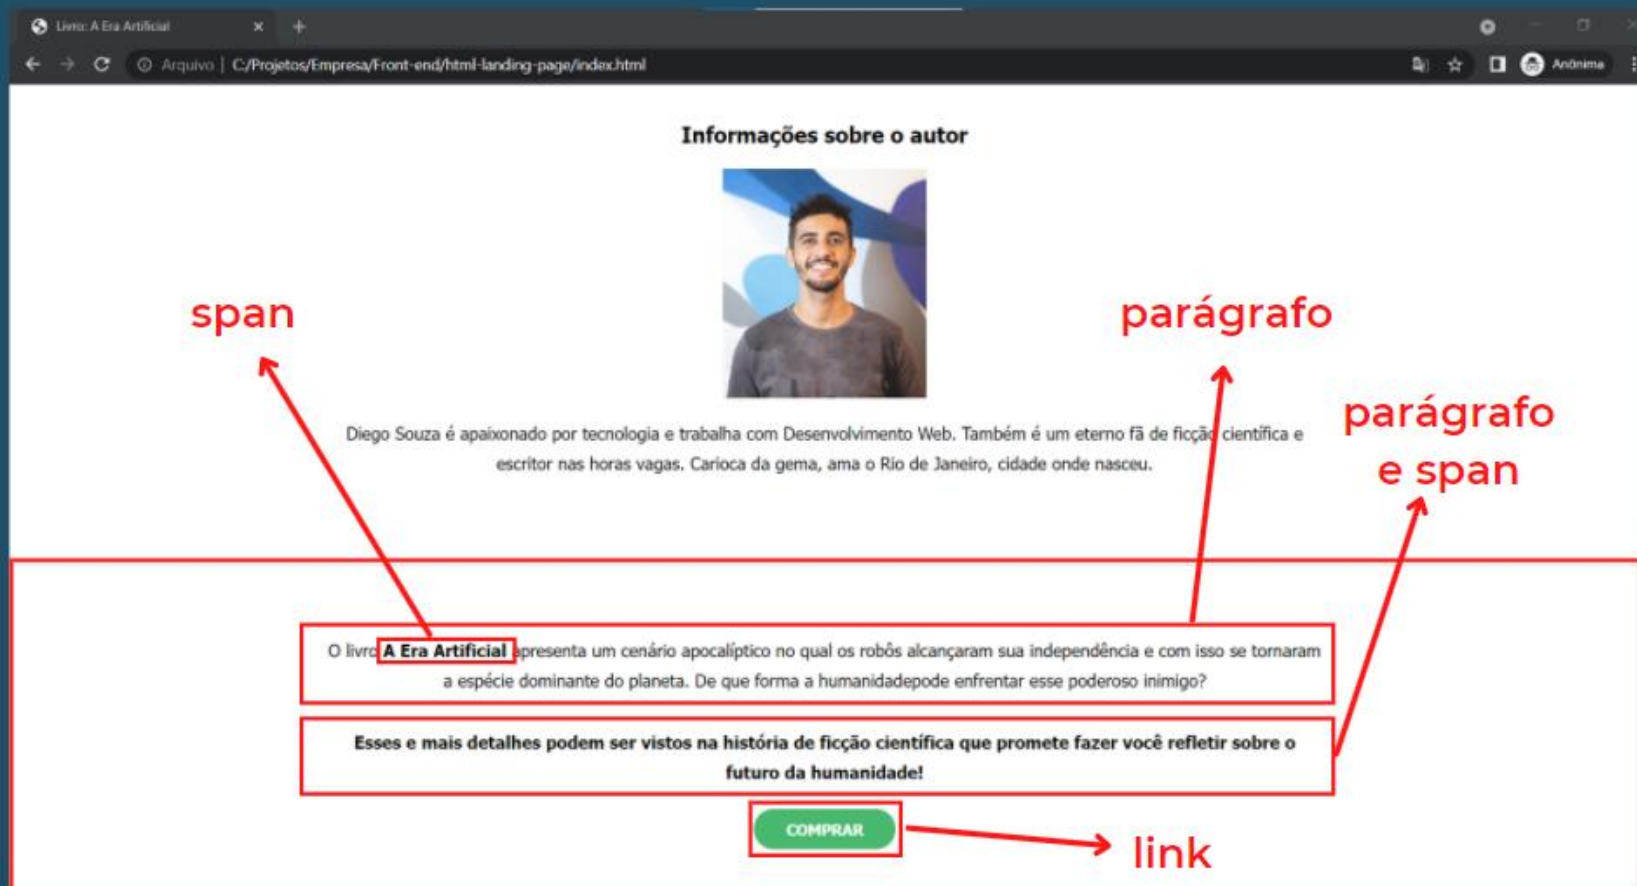 Livro: A Era Artificial
Arquivo | C:/Projetos/Empresa/Front-end/html-landing-page/index.html
Anônima
Informações sobre o autor
span
parágrafo
parágrafo
e span
Diego Souza é apaixonado por tecnologia e trabalha com Desenvolvimento Web. Também é um eterno fã de ficção científica e
escritor nas horas vagas. Carioca da gema, ama o Rio de Janeiro, cidade onde nasceu.
O livro A Era Artificial apresenta um cenário apocalíptico no qual os robôs alcançaram sua independência e com isso se tornaram
a espécie dominante do planeta. De que forma a humanidadepode enfrentar esse poderoso inimigo?
Esses e mais detalhes podem ser vistos na história de ficção científica que promete fazer você refletir sobre o
futuro da humanidade!
COMPRAR
link